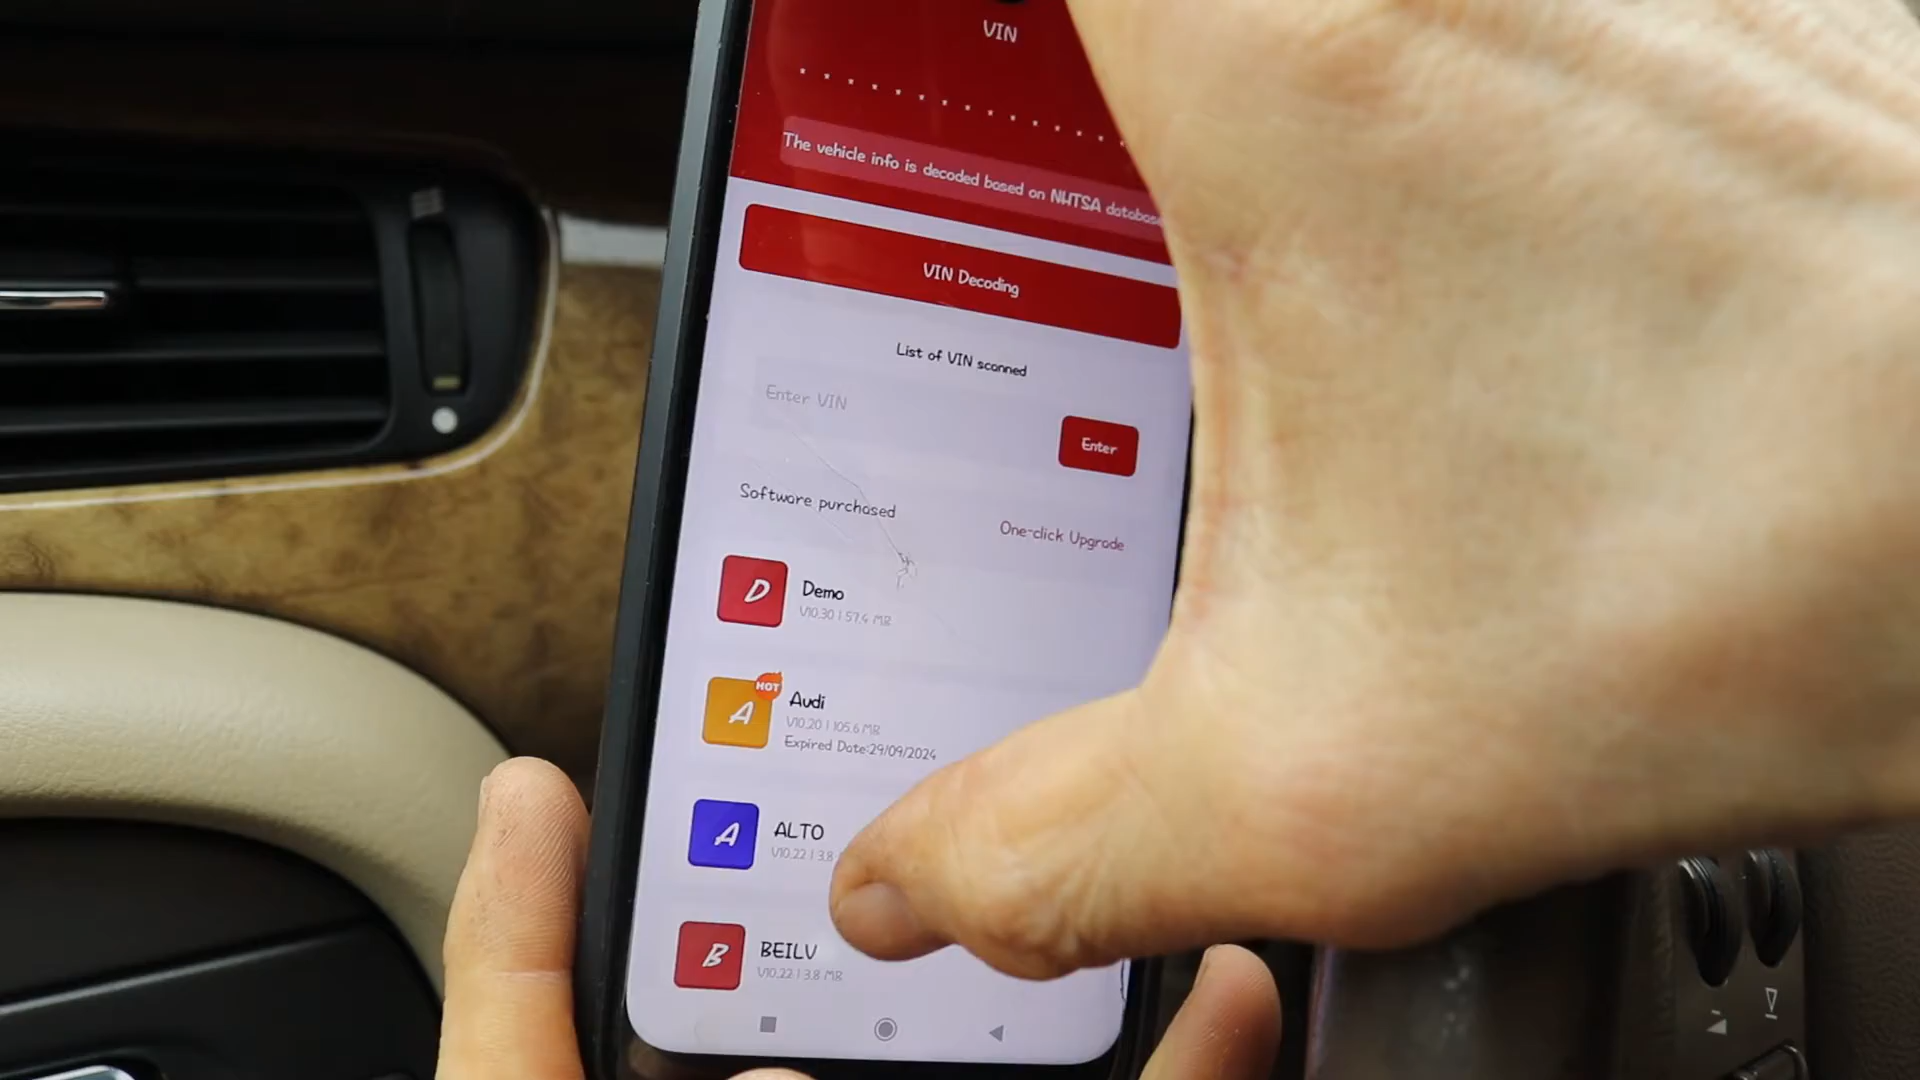 VIN
The vehicle info is decoded based on NHTSA database
VIN Decoding
List of VIN scanned
Enter VIN
Enter
Software purchased
One-click Upgrade
D
Demo
V10.30 | 57.4 MB
HOT
A
Audi
V10.20 | 105.6 MB
Expired Date:29/09/2024
A
ALTO
V10.22 | 3.8
B
BEILV
V10.22 | 3.8 MB